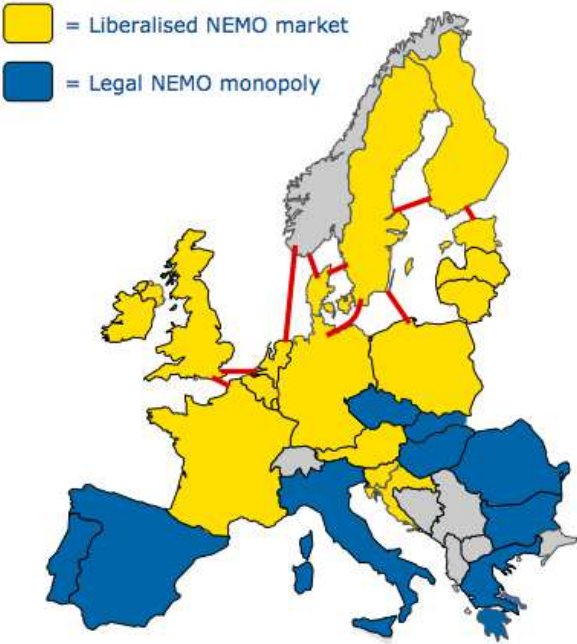 = Liberalised NEMO market
= Legal NEMO monopoly